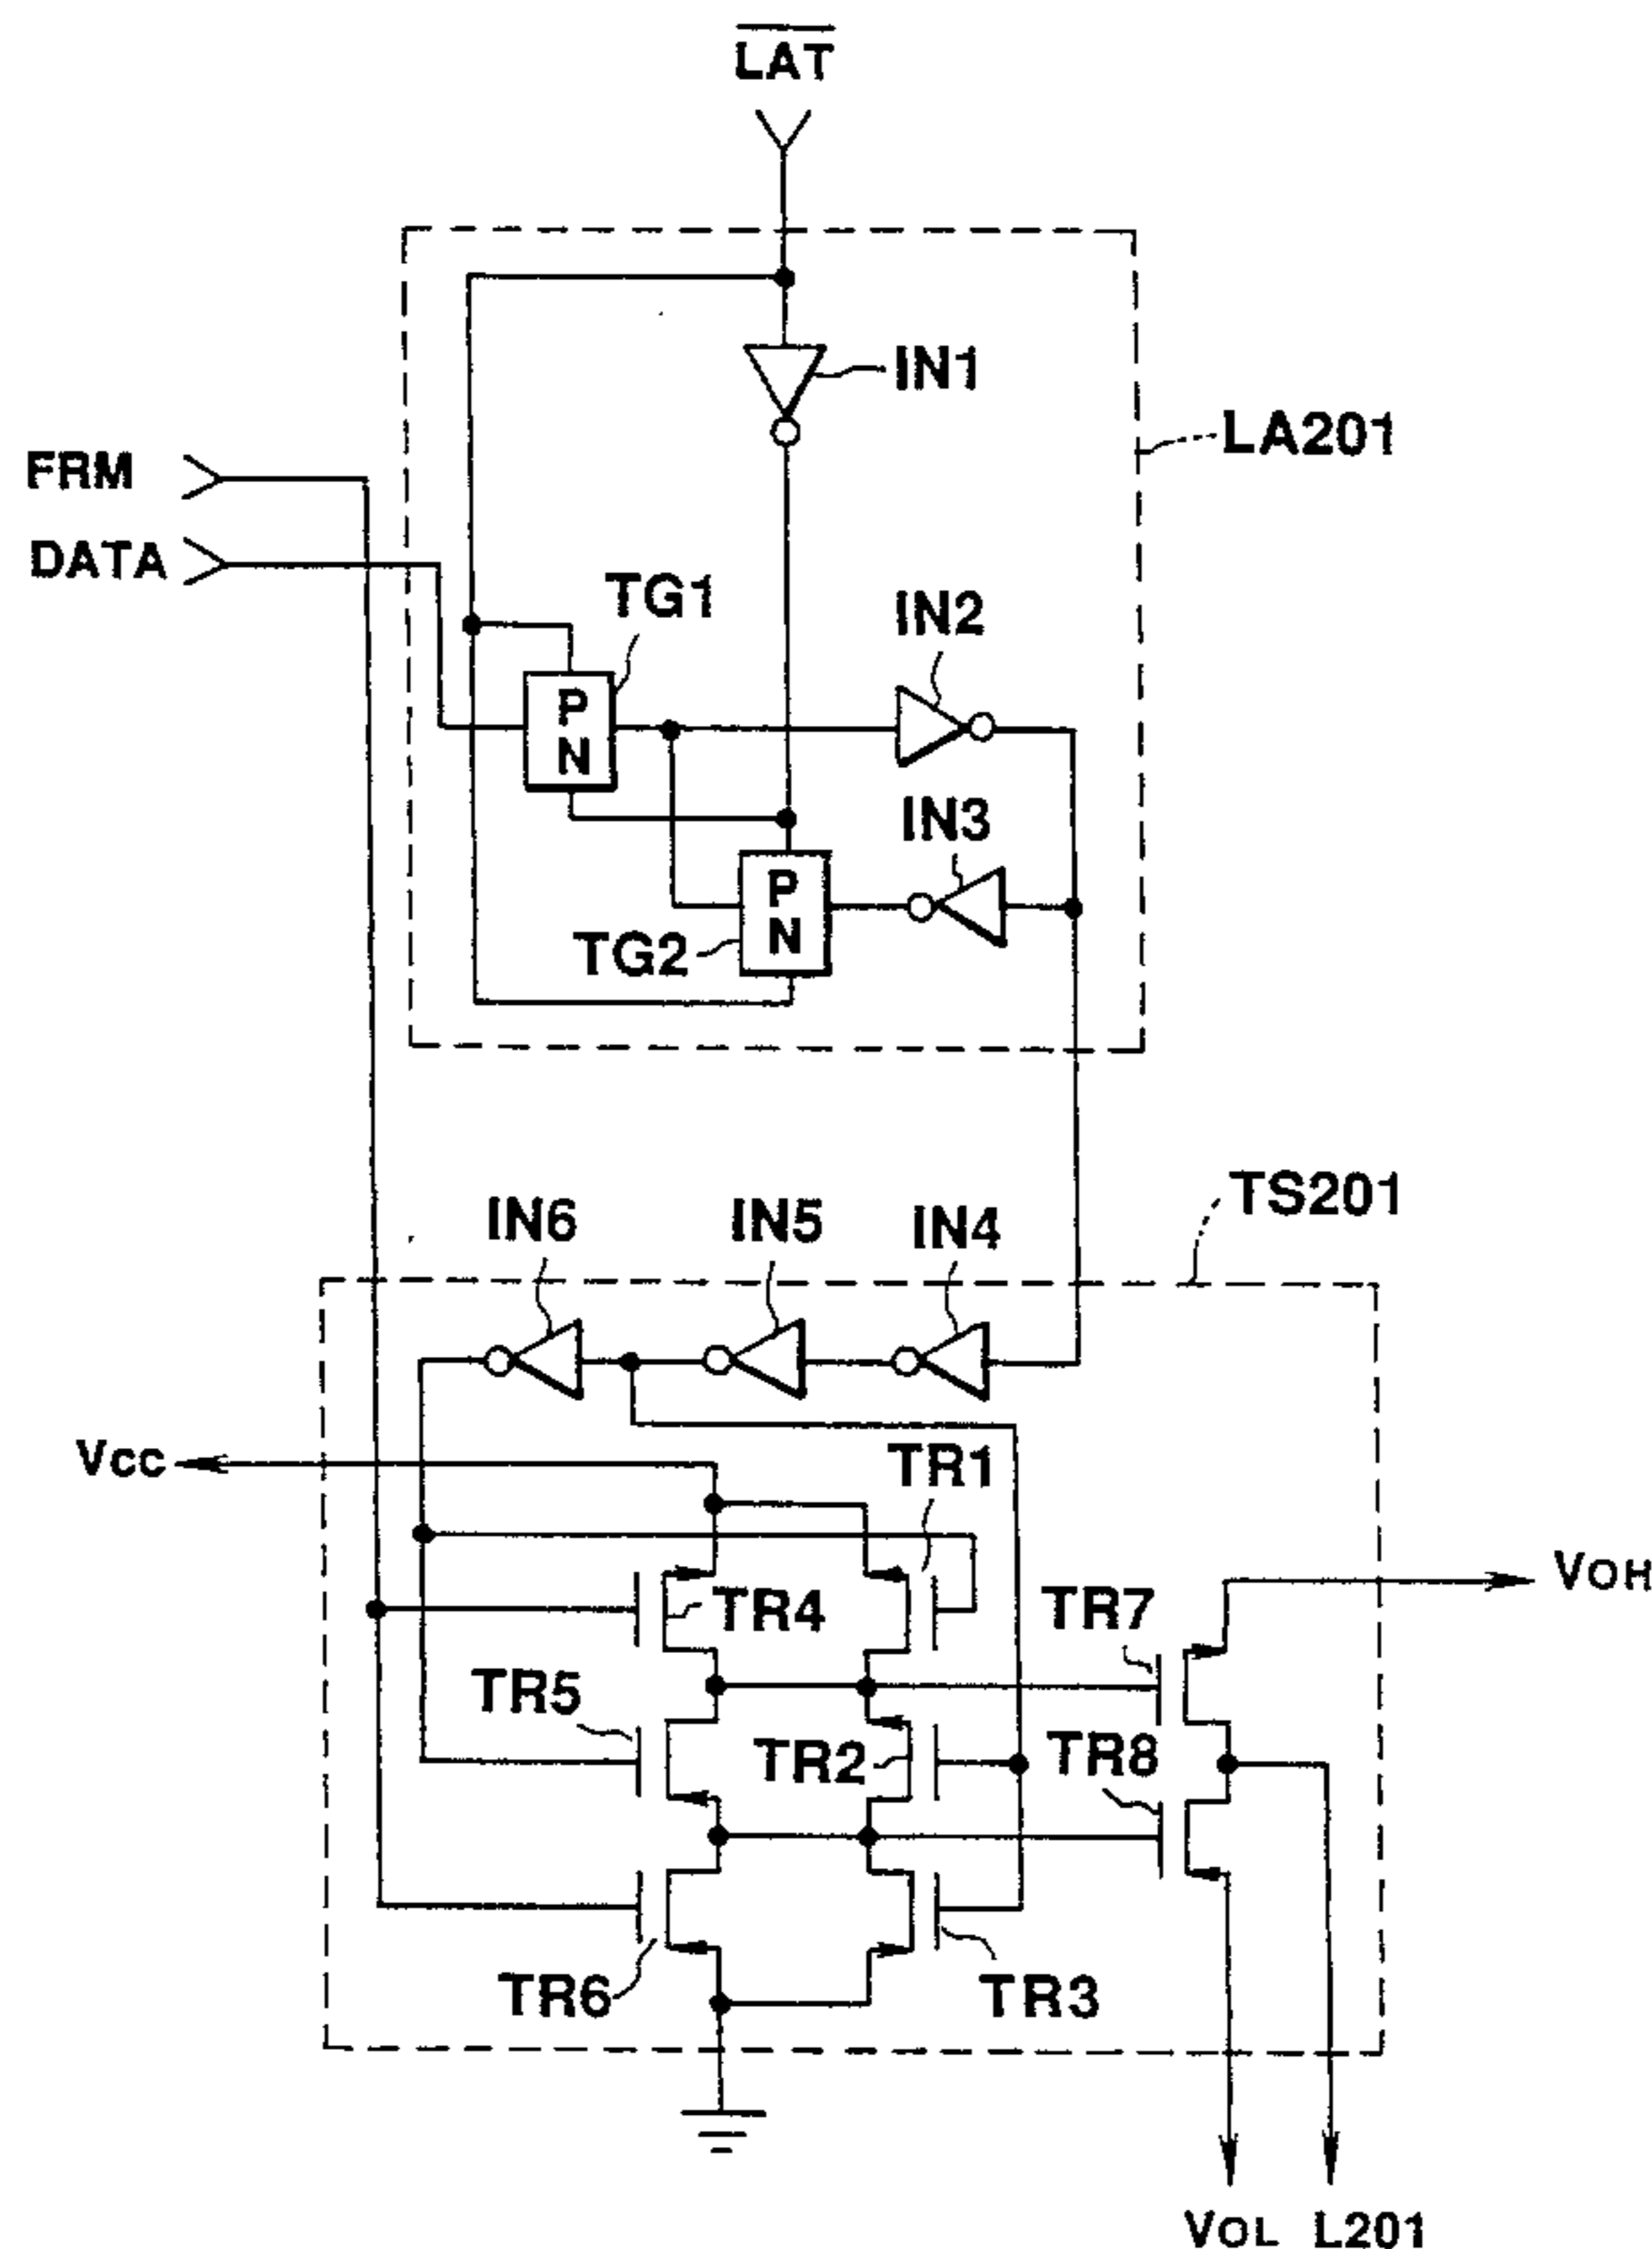 LAT
IN1
LA201
FRM
DATA
TG1
IN2
P
N
IN3
P
N
TG2
TS201
IN6
IN5
IN4
Vcc
TR1
VOH
TR4
TR7
TR5
TR2
TR8
TR6
TR3
VOL
L201